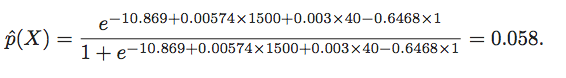 p̂(X) = e^{−10.869+0.00574×1500+0.003×40−0.6468×1} / 1 + e^{−10.869+0.00574×1500+0.003×40−0.6468×1} = 0.058.